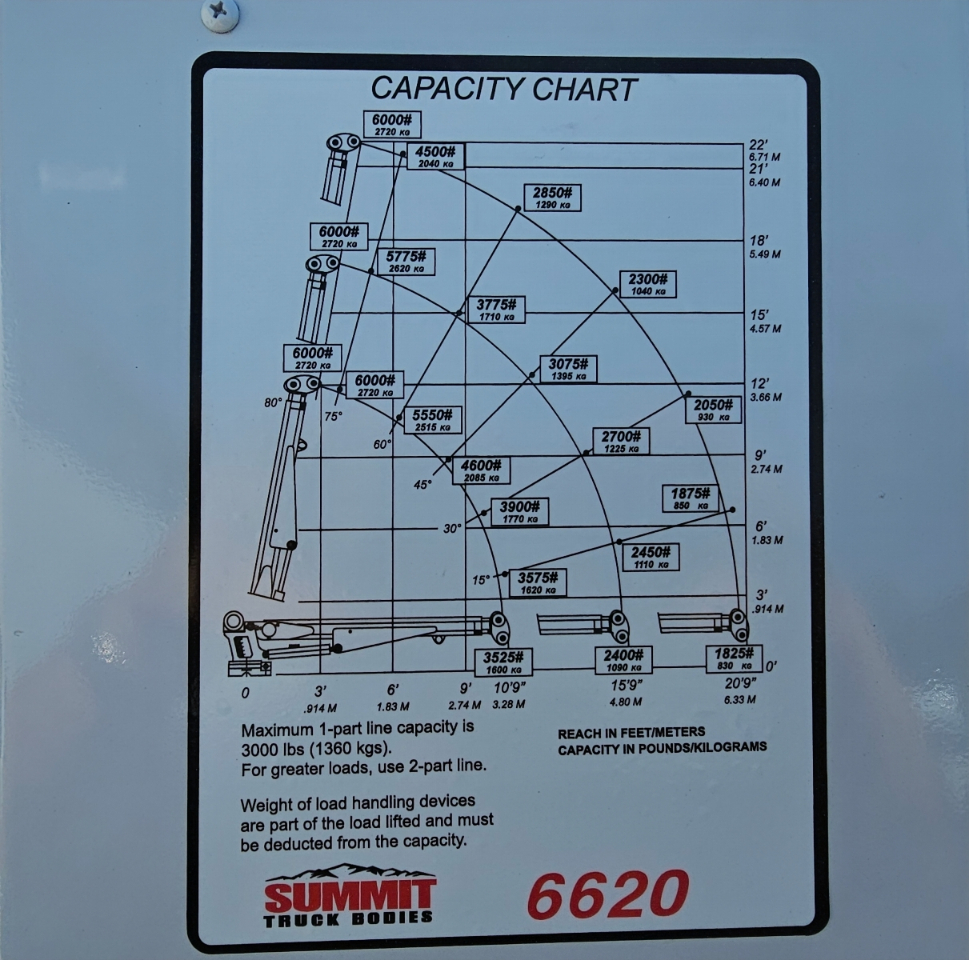 CAPACITY CHART
6000#
2720 KG
4500#
2040 KG
22'
6.71 M
21'
6.40 M
2850#
1290 KG
6000#
2720 KG
18'
5.49 M
5775#
2620 KG
2300#
1040 KG
3775#
1710 KG
15'
4.57 M
6000#
2720 KG
3075#
1395 KG
6000#
2720 KG
12'
3.66 M
80°
75°
2050#
930 KG
5550#
2515 KG
60°
2700#
1225 KG
9'
2.74 M
4600#
2085 KG
45°
1875#
850 KG
3900#
1770 KG
30°
6'
1.83 M
2450#
1110 KG
15°
3575#
1620 KG
3'
.914 M
3525#
1600 KG
2400#
1090 KG
1825#
830 KG
0'
0 3' 6' 9' 10'9" 15'9" 20'9"
.914 M 1.83 M 2.74 M 3.28 M 4.80 M 6.33 M
Maximum 1-part line capacity is
3000 lbs (1360 kgs).
For greater loads, use 2-part line.
REACH IN FEET/METERS
CAPACITY IN POUNDS/KILOGRAMS
Weight of load handling devices
are part of the load lifted and must
be deducted from the capacity.
SUMMIT
TRUCK BODIES
6620